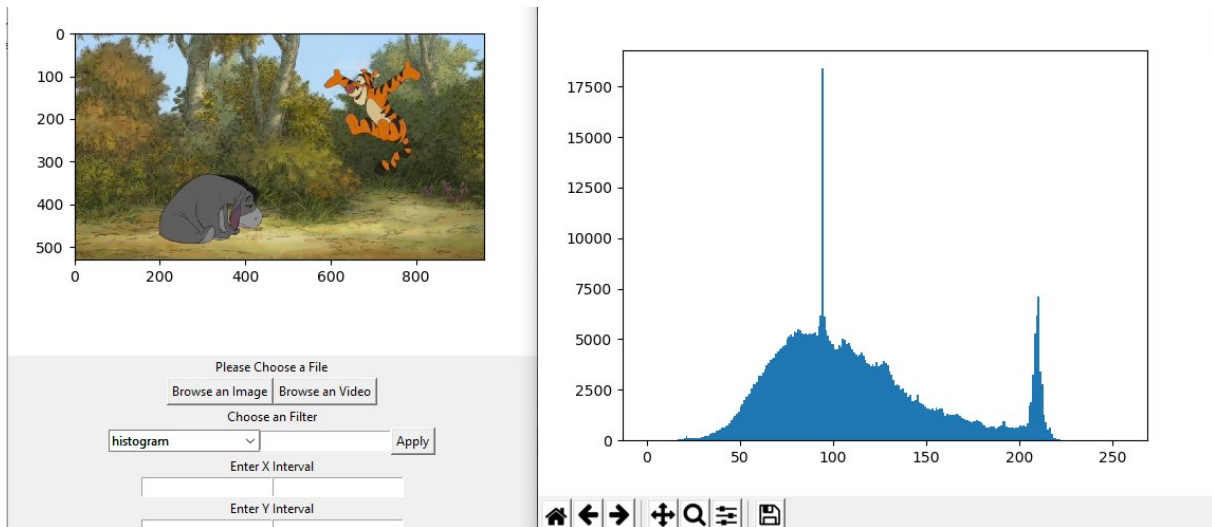 0
100
200
300
400
500
0 200 400 600 800
Please Choose a File
Browse an Image Browse an Video
Choose an Filter
histogram Apply
Enter X Interval
Enter Y Interval
17500
15000
12500
10000
7500
5000
2500
0
0 50 100 150 200 250